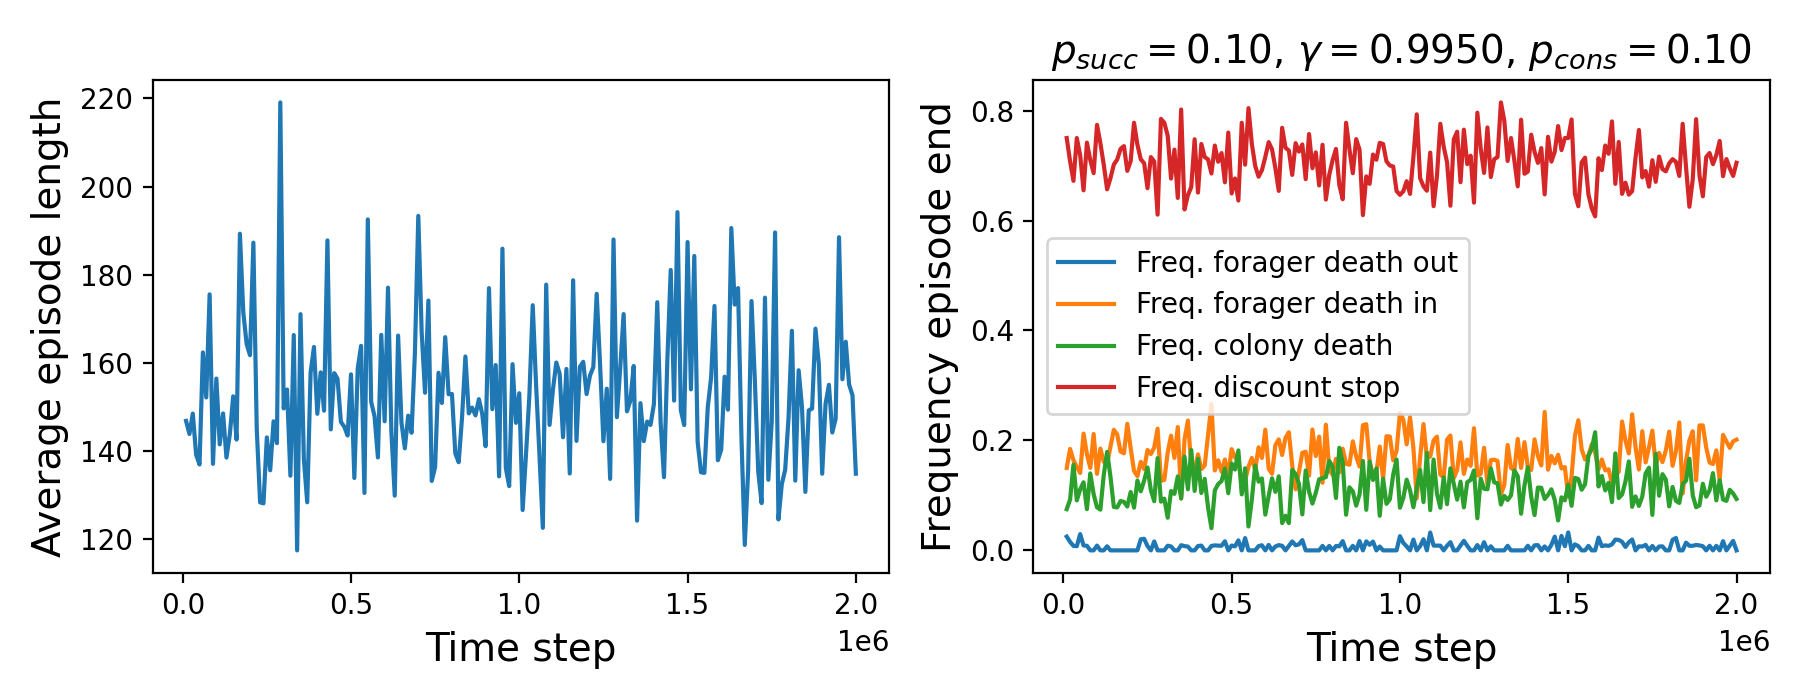 Average episode length
220
200
180
160
140
120
0.0
0.5
1.0
1.5
2.0
1e6
Time step
p_succ = 0.10, γ = 0.9950, p_cons = 0.10
Frequency episode end
0.8
0.6
0.4
0.2
0.0
Freq. forager death out
Freq. forager death in
Freq. colony death
Freq. discount stop
0.0
0.5
1.0
1.5
2.0
1e6
Time step